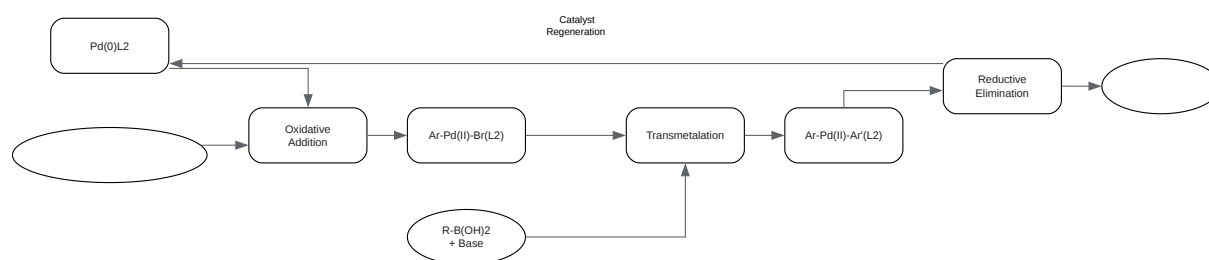 Catalyst
Regeneration
Pd(0)L2
Reductive
Elimination
Oxidative
Addition
Ar-Pd(II)-Br(L2)
Transmetalation
Ar-Pd(II)-Ar'(L2)
R-B(OH)2
+ Base